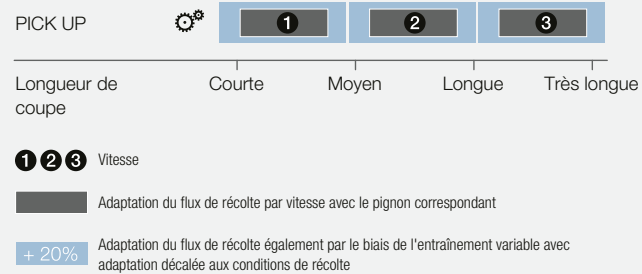 PICK UP
1 2 3
Longueur de
coupe
Courte Moyen Longue Très longue
1 2 3 Vitesse
Adaptation du flux de récolte par vitesse avec le pignon correspondant
+ 20%
Adaptation du flux de récolte également par le biais de l'entraînement variable avec
adaptation décalée aux conditions de récolte